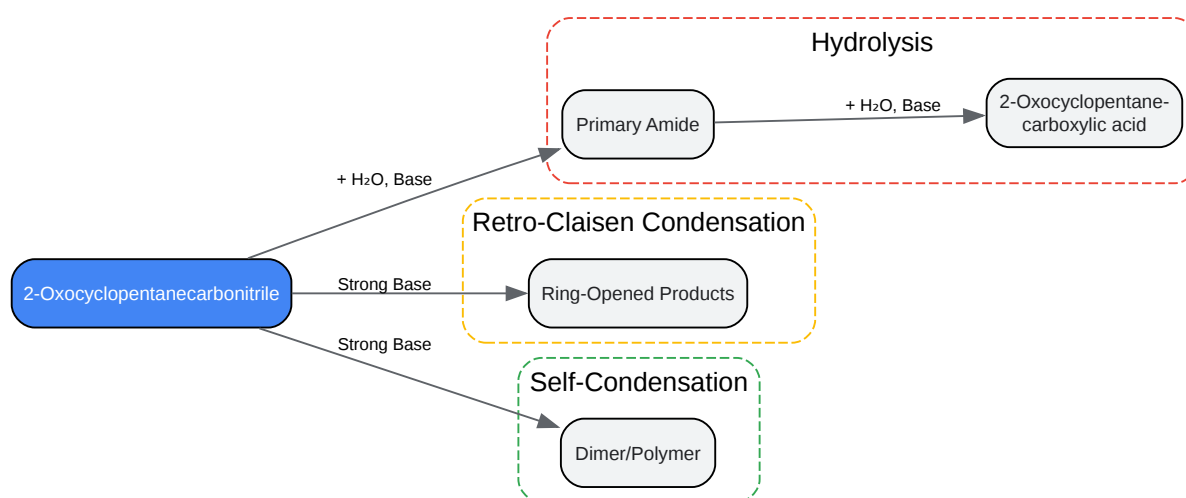 Hydrolysis
+ H₂O, Base
2-Oxocyclopentane-
carboxylic acid
Primary Amide
+ H₂O, Base
Retro-Claisen Condensation
2-Oxocyclopentanecarbonitrile
Strong Base
Ring-Opened Products
Strong Base
Self-Condensation
Dimer/Polymer